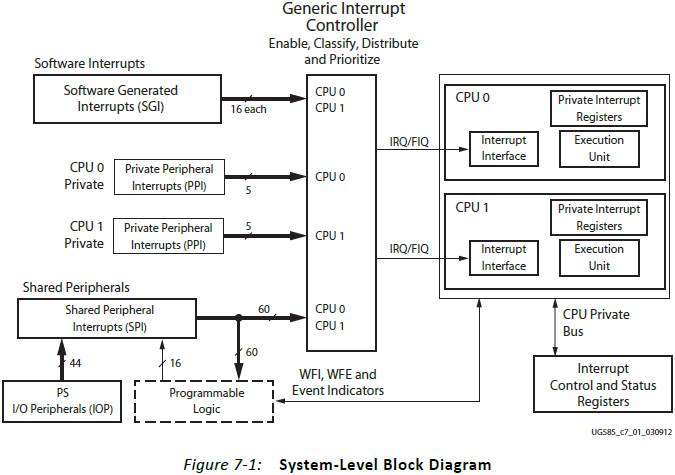 Generic Interrupt
Controller
Enable, Classify, Distribute
and Prioritize
Software Interrupts
Software Generated
Interrupts (SGI)
16 each
CPU 0
CPU 1
CPU 0
Private
Private Peripheral
Interrupts (PPI)
5
CPU 0
CPU 1
Private
Private Peripheral
Interrupts (PPI)
5
CPU 1
Shared Peripherals
Shared Peripheral
Interrupts (SPI)
60
CPU 0
CPU 1
44
16
60
PS
I/O Peripherals (IOP)
Programmable
Logic
WFI, WFE and
Event Indicators
IRQ/FIQ
CPU 0
Private Interrupt
Registers
Interrupt
Interface
Execution
Unit
IRQ/FIQ
CPU 1
Private Interrupt
Registers
Interrupt
Interface
Execution
Unit
CPU Private
Bus
Interrupt
Control and Status
Registers
UG585_c7_01_030912
Figure 7-1: System-Level Block Diagram